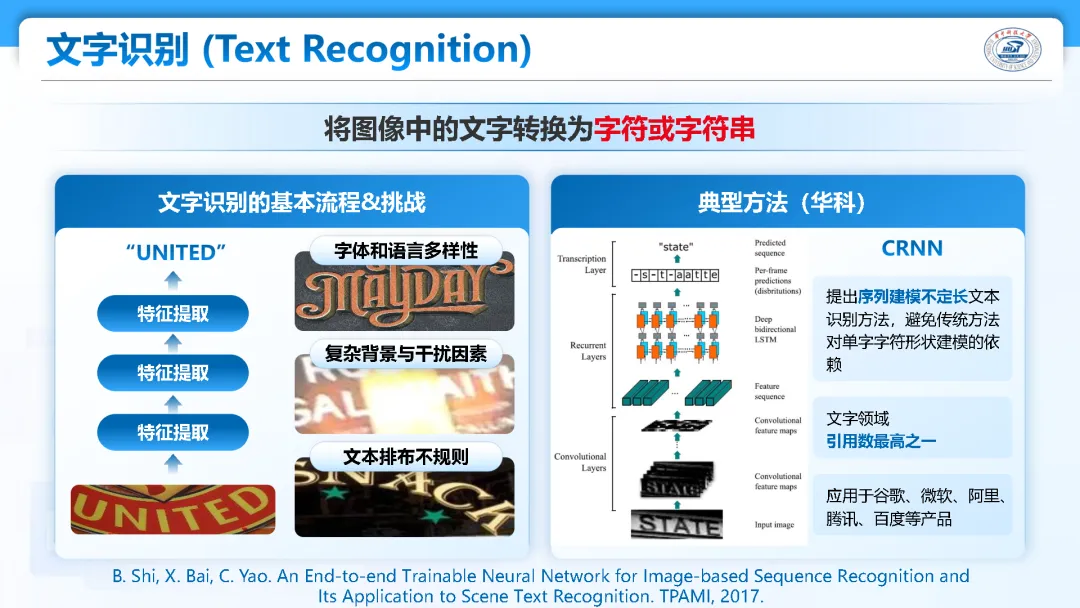 文字识别 (Text Recognition)
将图像中的文字转换为字符或字符串
文字识别的基本流程&挑战
“UNITED”
特征提取
特征提取
特征提取
UNITED
字体和语言多样性
MAYDAY
复杂背景与干扰因素
文本排布不规则
SNACK
典型方法（华科）
Transcription
Layer
"state"
Predicted
sequence
-s-t-aatte
Per-frame
predictions
(disbritutions)
Recurrent
Layers
Deep
bidirectional
LSTM
Feature
sequence
Convolutional
Layers
Convolutional
feature maps
STATE
Convolutional
feature maps
STATE
Input image
CRNN
提出序列建模不定长文本
识别方法，避免传统方法
对单字字符形状建模的依
赖
文字领域
引用数最高之一
应用于谷歌、微软、阿里、
腾讯、百度等产品
B. Shi, X. Bai, C. Yao. An End-to-end Trainable Neural Network for Image-based Sequence Recognition and
Its Application to Scene Text Recognition. TPAMI, 2017.